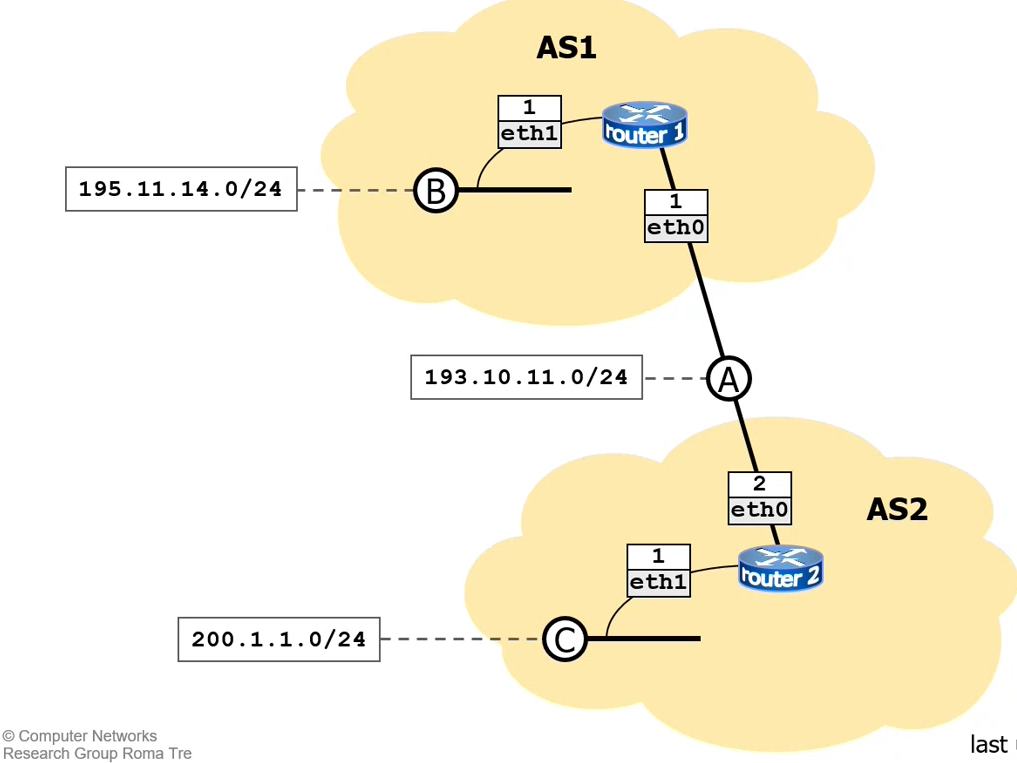 AS1
1
eth1
router 1
195.11.14.0/24
B
1
eth0
193.10.11.0/24
A
2
eth0
AS2
1
eth1
router 2
200.1.1.0/24
C
© Computer Networks
Research Group Roma Tre
last